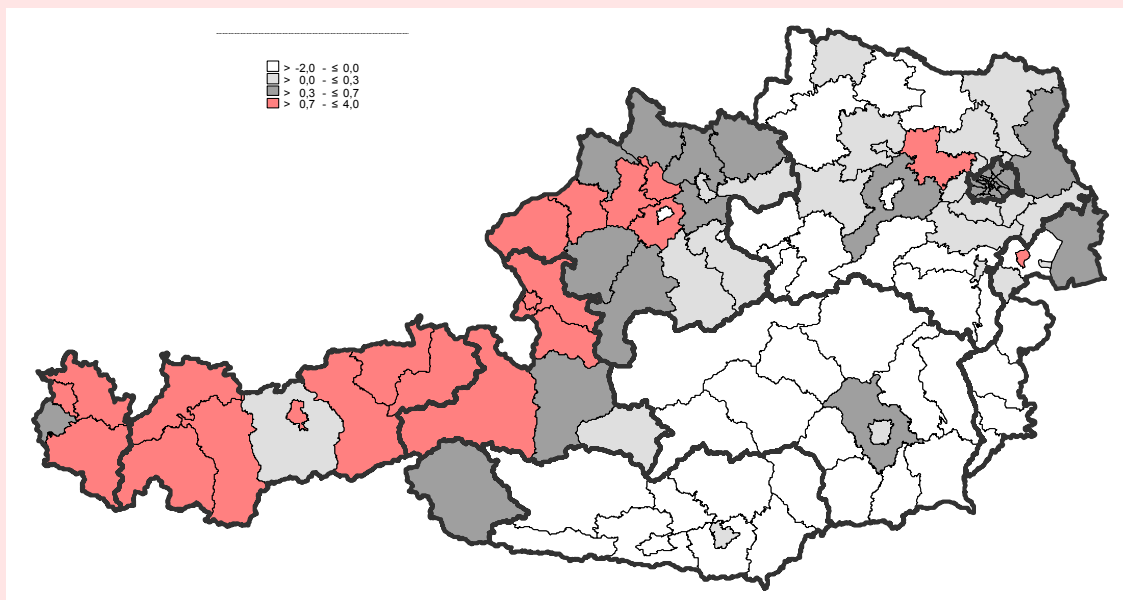 > -2,0 - ≤ 0,0
> 0,0 - ≤ 0,3
> 0,3 - ≤ 0,7
> 0,7 - ≤ 4,0